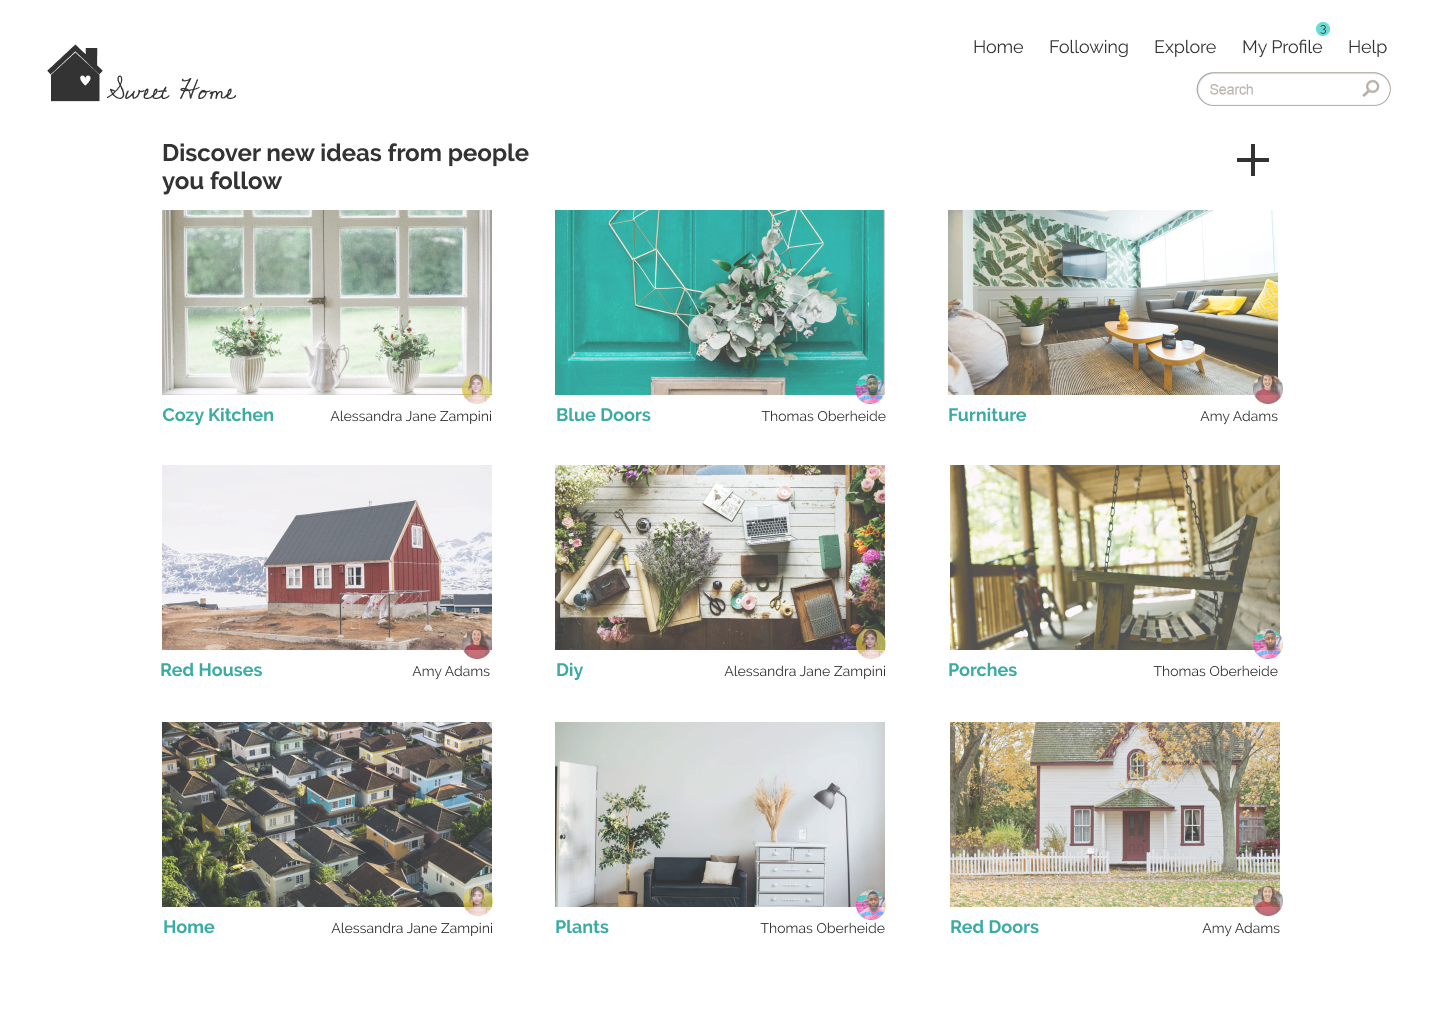 Sweet Home
Home Following Explore My Profile 3 Help
Search
Discover new ideas from people
you follow
Cozy Kitchen Alessandra Jane Zampini
Blue Doors Thomas Oberheide
Furniture Amy Adams
Red Houses Amy Adams
Diy Alessandra Jane Zampini
Porches Thomas Oberheide
Home Alessandra Jane Zampini
Plants Thomas Oberheide
Red Doors Amy Adams